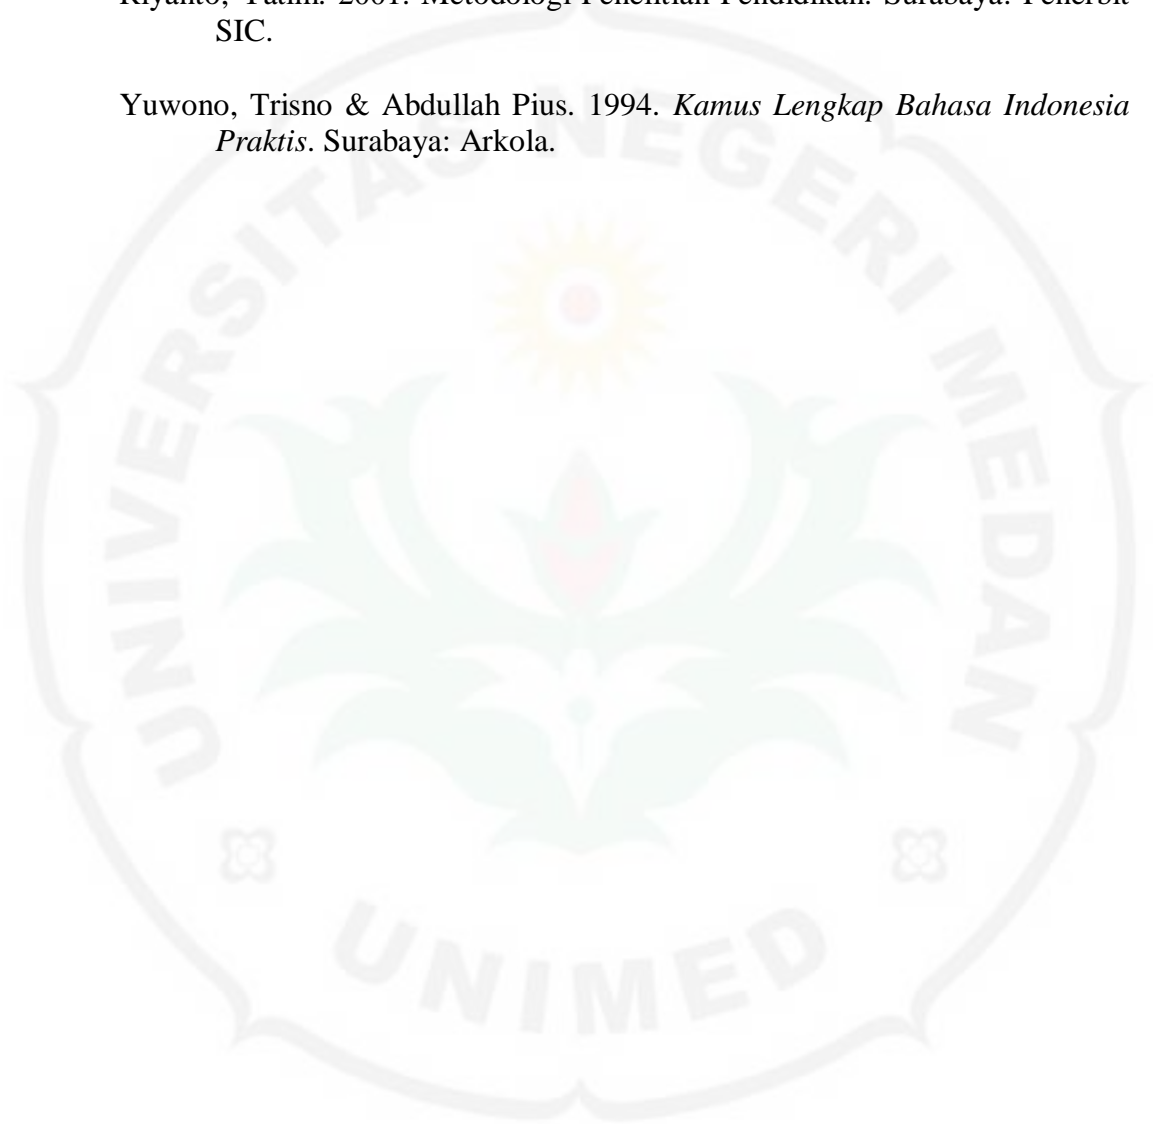 Riyanto, Yatim. 2001. Metodologi Penelitian Pendidikan. Surabaya: Penerbit
SIC.
Yuwono, Trisno & Abdullah Pius. 1994. Kamus Lengkap Bahasa Indonesia
Praktis. Surabaya: Arkola.
UNIVERSITAS NEGERI MEDAN
UNIMED